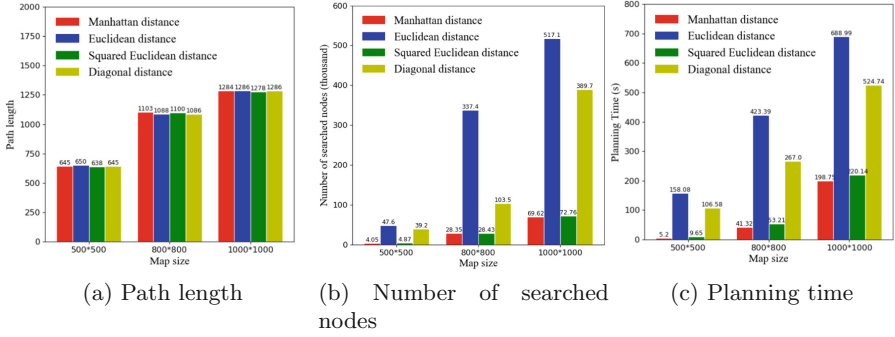 2000
1750
1500
1250
1000
750
500
250
0
Path length
Manhattan distance
Euclidean distance
Squared Euclidean distance
Diagonal distance
645 650 638 645
1103 1088 1100 1086
1284 1286 1278 1286
500*500 800*800 1000*1000
Map size
(a) Path length
600
500
400
300
200
100
0
Number of searched nodes (thousand)
Manhattan distance
Euclidean distance
Squared Euclidean distance
Diagonal distance
4.05 47.6 4.87 39.2
28.35 337.4 28.43 103.5
69.62 517.1 72.76 389.7
500*500 800*800 1000*1000
Map size
(b) Number of searched
nodes
800
700
600
500
400
300
200
100
0
Planning Time (s)
Manhattan distance
Euclidean distance
Squared Euclidean distance
Diagonal distance
5.2 158.08 9.65 106.58
41.32 423.39 53.21 267.0
198.75 688.99 220.14 524.74
500*500 800*800 1000*1000
Map size
(c) Planning time